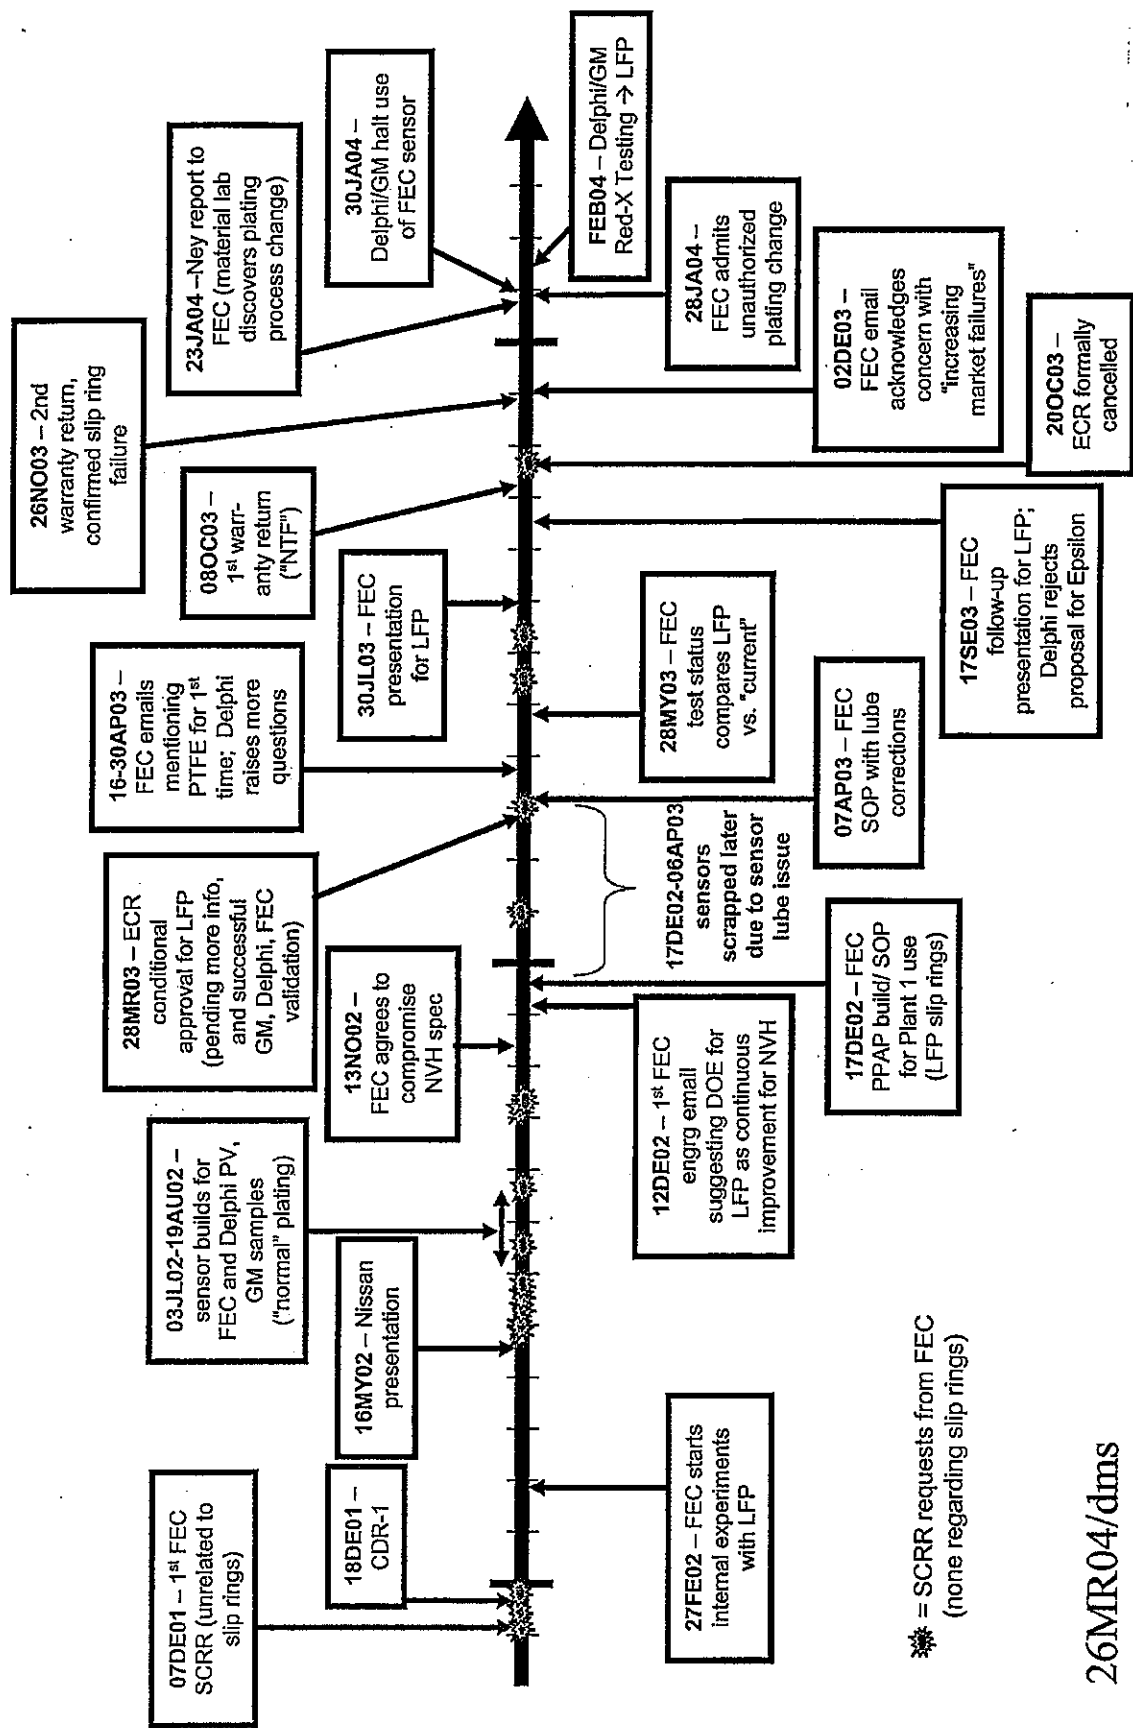 07DE01 – 1st FEC
SCRR (unrelated to
slip rings)
18DE01 –
CDR-1
16MY02 – Nissan
presentation
03JL02-19AU02 –
sensor builds for
FEC and Delphi PV,
GM samples
("normal" plating)
13NO02 –
FEC agrees to
compromise
NVH spec
28MR03 – ECR
conditional
approval for LFP
(pending more info,
and successful
GM, Delphi, FEC
validation)
16-30AP03 –
FEC emails
mentioning
PTFE for 1st
time; Delphi
raises more
questions
30JL03 – FEC
presentation
for LFP
08OC03 –
1st warr-
anty return
("NTF")
26NO03 – 2nd
warranty return,
confirmed slip ring
failure
23JA04 –Ney report to
FEC (material lab
discovers plating
process change)
30JA04 –
Delphi/GM halt use
of FEC sensor
27FE02 – FEC starts
internal experiments
with LFP
12DE02 – 1st FEC
engrg email
suggesting DOE for
LFP as continuous
improvement for NVH
17DE02 – FEC
PPAP build/ SOP
for Plant 1 use
(LFP slip rings)
17DE02-06AP03
sensors
scrapped later
due to sensor
lube issue
07AP03 – FEC
SOP with lube
corrections
28MY03 – FEC
test status
compares LFP
vs. "current"
17SE03 – FEC
follow-up
presentation for LFP;
Delphi rejects
proposal for Epsilon
20OC03 –
ECR formally
cancelled
02DE03 –
FEC email
acknowledges
concern with
"increasing
market failures"
28JA04 –
FEC admits
unauthorized
plating change
FEB04 – Delphi/GM
Red-X Testing → LFP
= SCRR requests from FEC
(none regarding slip rings)
26MR04/dms